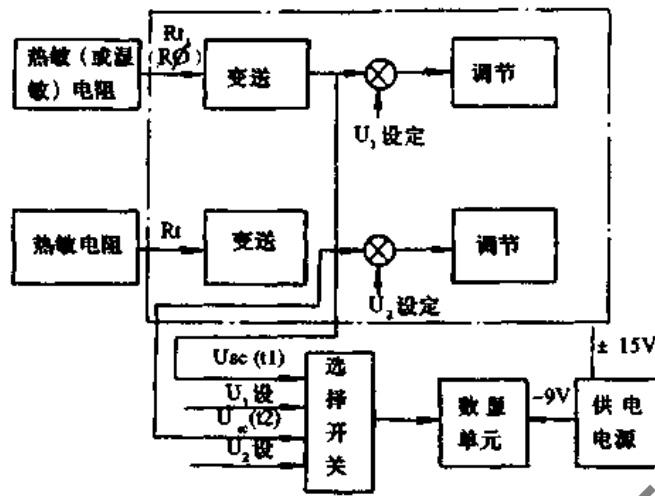 热敏（或湿
敏）电阻
Rt
（Rϕ）
变送
调节
U₁设定
热敏电阻
Rt
变送
调节
U₂设定
Usc (t1)
U₁设
Usc(t2)
U₂设
选
择
开
关
数显
单元
-9V
供电
电源
± 15V